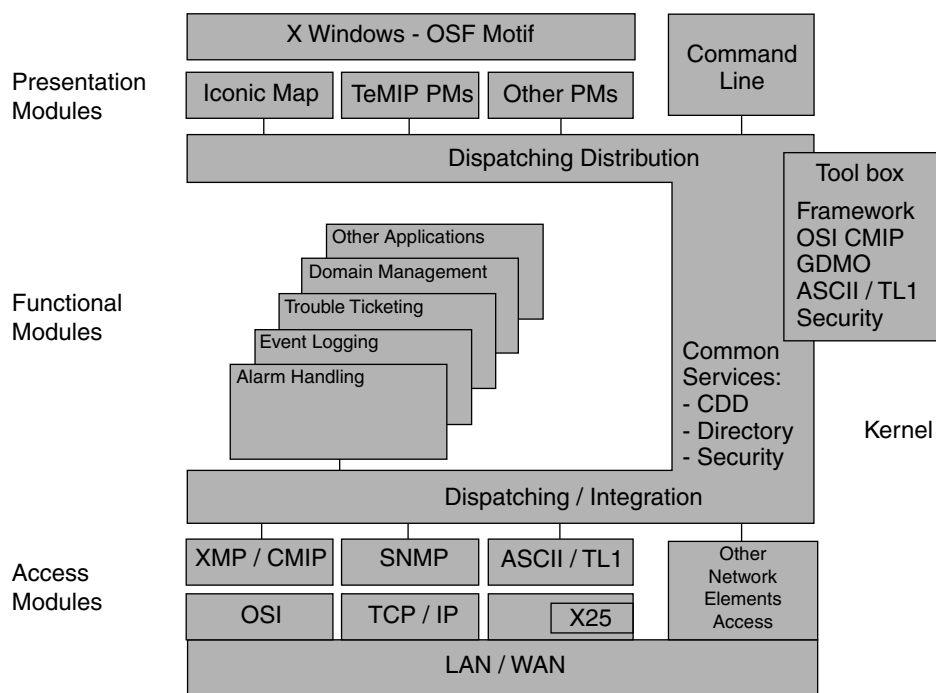 X Windows - OSF Motif
Command
Line
Presentation
Modules
Iconic Map
TeMIP PMs
Other PMs
Dispatching Distribution
Tool box
Framework
OSI CMIP
GDMO
ASCII / TL1
Security
Functional
Modules
Other Applications
Domain Management
Trouble Ticketing
Event Logging
Alarm Handling
Common
Services:
- CDD
- Directory
- Security
Kernel
Dispatching / Integration
Access
Modules
XMP / CMIP
SNMP
ASCII / TL1
Other
Network
Elements
Access
OSI
TCP / IP
X25
LAN / WAN